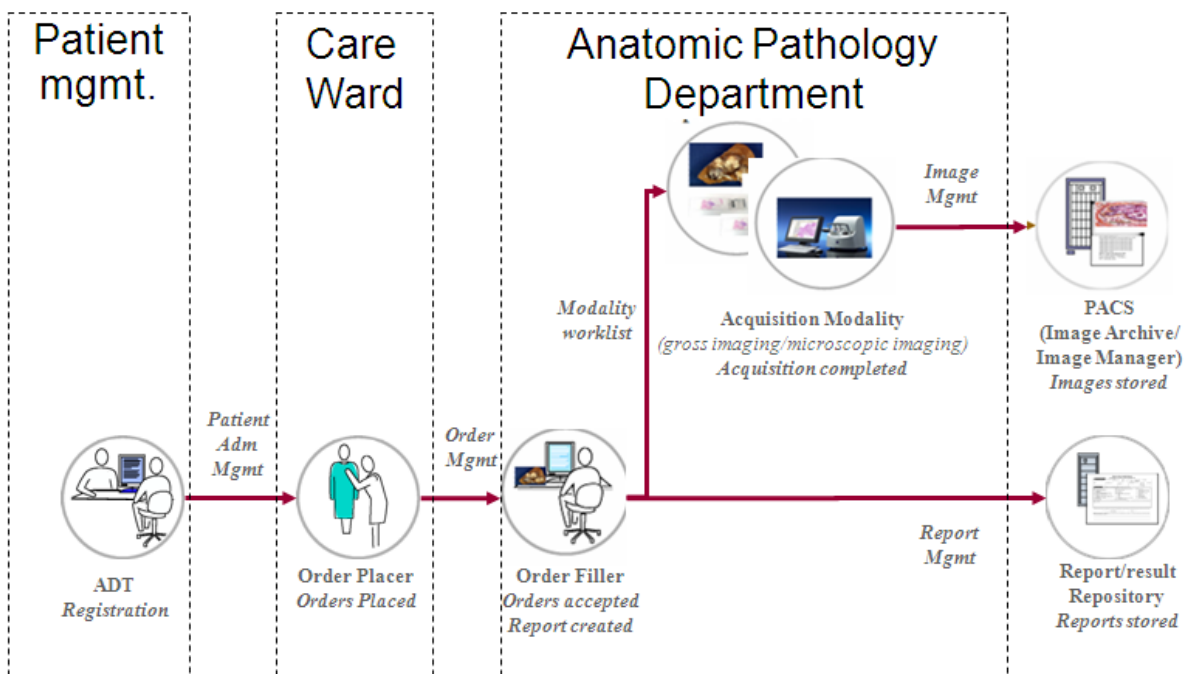 Patient
mgmt.
Care
Ward
Anatomic Pathology
Department
Image
Mgmt
Modality
worklist
Acquisition Modality
(gross imaging/microscopic imaging)
Acquisition completed
PACS
(Image Archive/
Image Manager)
Images stored
Patient
Adm
Mgmt
Order
Mgmt
Report
Mgmt
ADT
Registration
Order Placer
Orders Placed
Order Filler
Orders accepted
Report created
Report/result
Repository
Reports stored